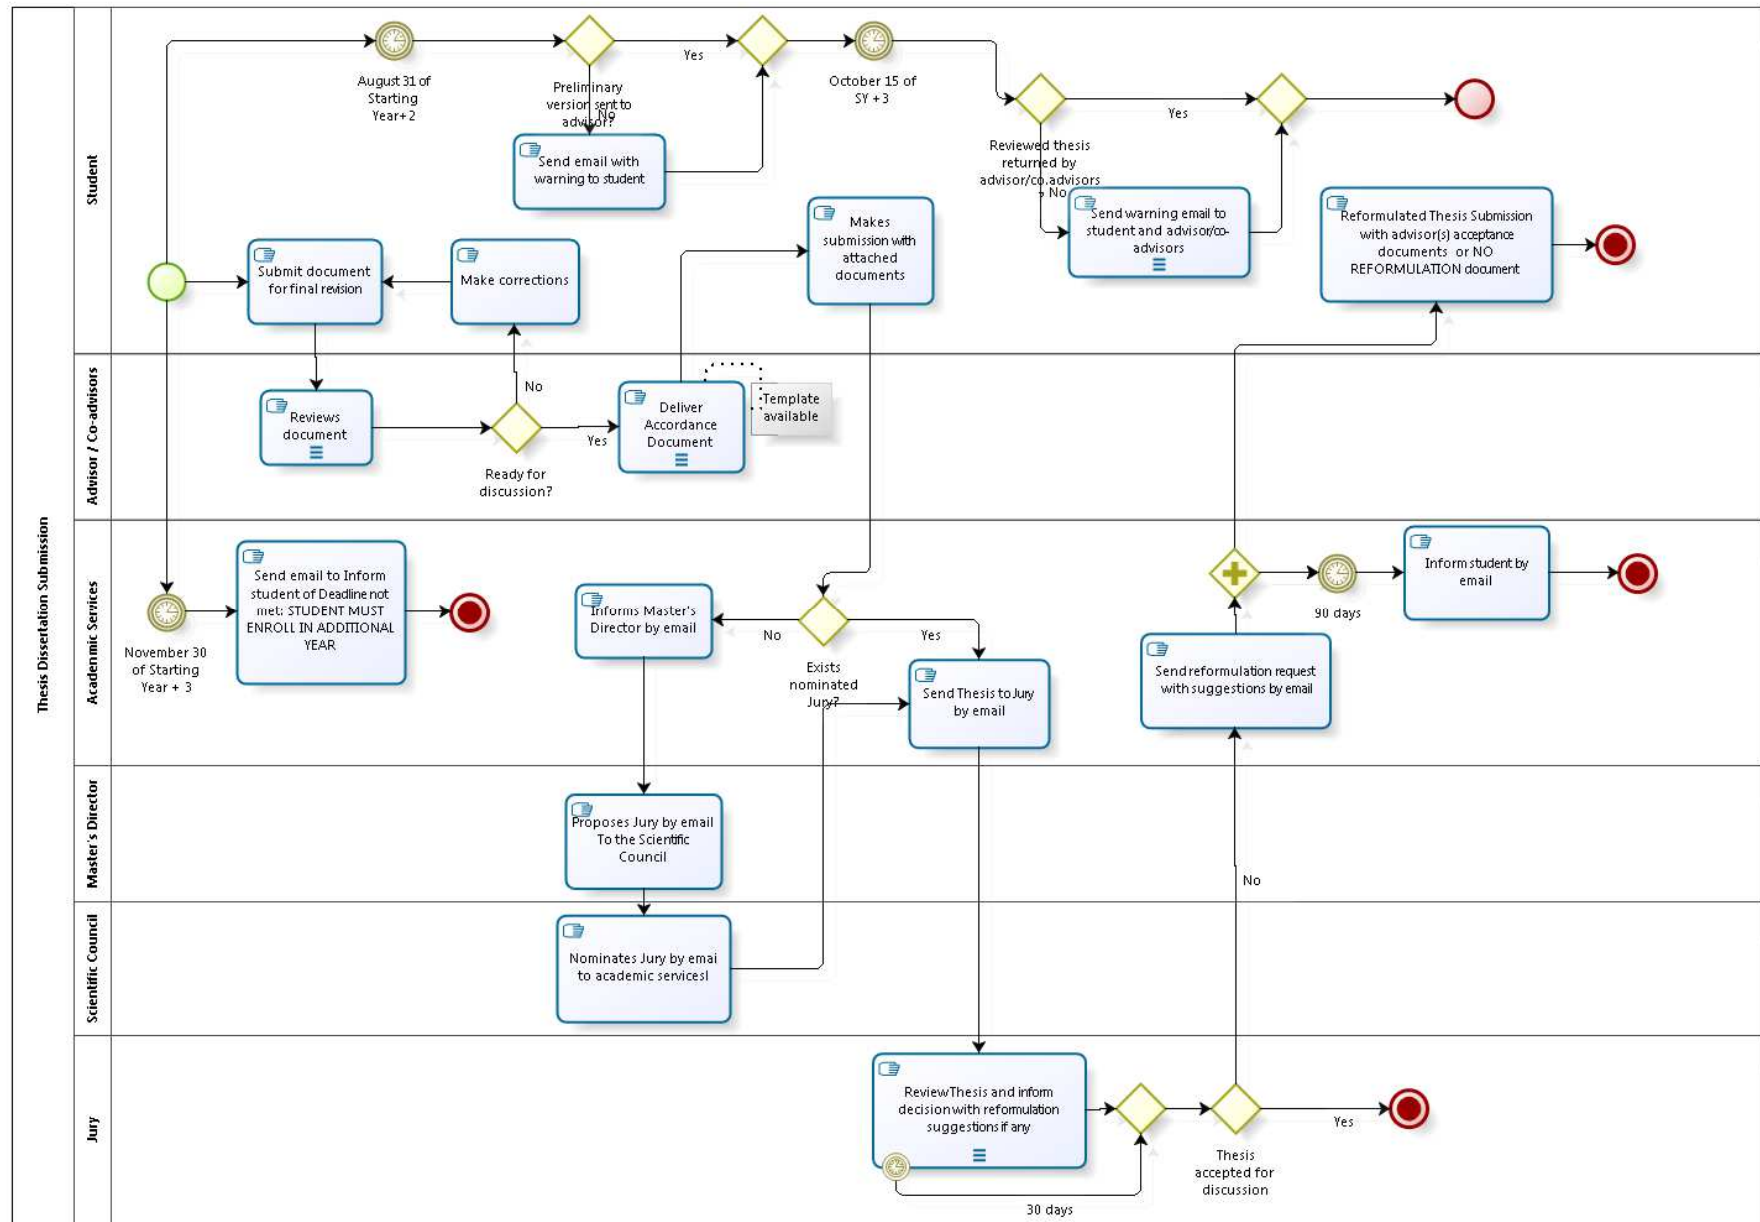 Thesis Dissertation Submission
Student
August 31 of
Starting
Year+2
Preliminary
version sent to
advisor?
Yes
No
Send email with
warning to student
October 15 of
SY +3
Reviewed thesis
returned by
advisor/co.advisors
?
Yes
No
Send warning email to
student and advisor/co-
advisors
Submit document
for final revision
Make corrections
Makes
submission with
attached
documents
Reformulated Thesis Submission
with advisor(s) acceptance
documents or NO
REFORMULATION document
Advisor / Co-advisors
Reviews
document
No
Yes
Ready for
discussion?
Deliver
Accordance
Document
Template
available
Academmic Services
November 30
of Starting
Year + 3
Send email to Inform
student of Deadline not
met; STUDENT MUST
ENROLL IN ADDITIONAL
YEAR
Informs Master's
Director by email
No
Yes
Exists
nominated
Jury?
Send Thesis to Jury
by email
90 days
Inform student by
email
Send reformulation request
with suggestions by email
Master's Director
Proposes Jury by email
To the Scientific
Council
No
Scientific Council
Nominates Jury by emai
to academic servicesl
Jury
Review Thesis and inform
decision with reformulation
suggestions if any
30 days
Thesis
accepted for
discussion
Yes